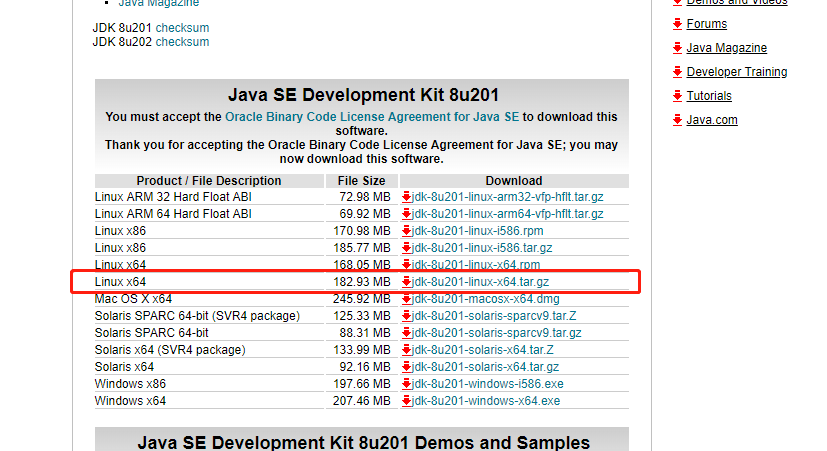 Java Magazine
JDK 8u201 checksum
JDK 8u202 checksum
Java SE Development Kit 8u201
You must accept the Oracle Binary Code License Agreement for Java SE to download this
software.
Thank you for accepting the Oracle Binary Code License Agreement for Java SE; you may
now download this software.
Product / File Description File Size Download
Linux ARM 32 Hard Float ABI 72.98 MB jdk-8u201-linux-arm32-vfp-hflt.tar.gz
Linux ARM 64 Hard Float ABI 69.92 MB jdk-8u201-linux-arm64-vfp-hflt.tar.gz
Linux x86 170.98 MB jdk-8u201-linux-i586.rpm
Linux x86 185.77 MB jdk-8u201-linux-i586.tar.gz
Linux x64 168.05 MB jdk-8u201-linux-x64.rpm
Linux x64 182.93 MB jdk-8u201-linux-x64.tar.gz
Mac OS X x64 245.92 MB jdk-8u201-macosx-x64.dmg
Solaris SPARC 64-bit (SVR4 package) 125.33 MB jdk-8u201-solaris-sparcv9.tar.Z
Solaris SPARC 64-bit 88.31 MB jdk-8u201-solaris-sparcv9.tar.gz
Solaris x64 (SVR4 package) 133.99 MB jdk-8u201-solaris-x64.tar.Z
Solaris x64 92.16 MB jdk-8u201-solaris-x64.tar.gz
Windows x86 197.66 MB jdk-8u201-windows-i586.exe
Windows x64 207.46 MB jdk-8u201-windows-x64.exe
Java SE Development Kit 8u201 Demos and Samples
Demos and Videos
Forums
Java Magazine
Developer Training
Tutorials
Java.com